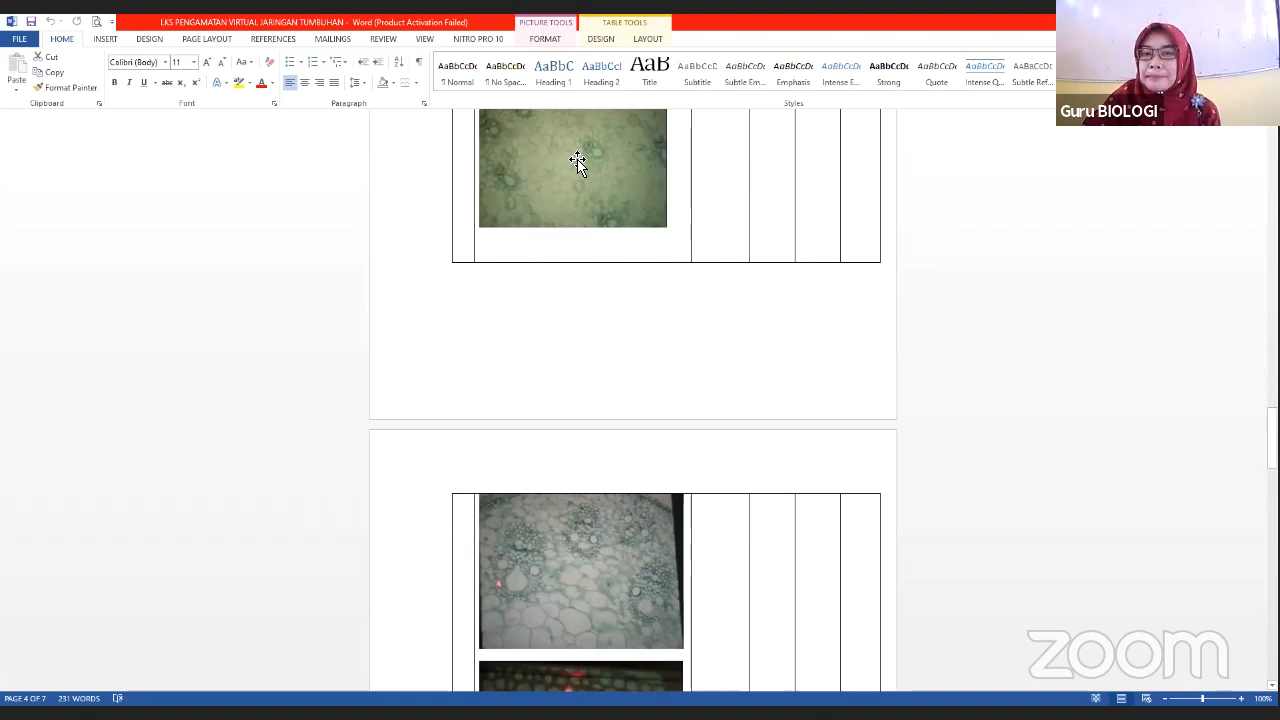 LKS PENGAMATAN VIRTUAL JARINGAN TUMBUHAN - Word (Product Activation Failed)
PICTURE TOOLS
TABLE TOOLS
FILE HOME INSERT DESIGN PAGE LAYOUT REFERENCES MAILINGS REVIEW VIEW NITRO PRO 10 FORMAT DESIGN LAYOUT
Paste
Cut
Copy
Format Painter
Clipboard
Calibri (Body) 11
Font
Paragraph
AaBbCcDc AaBbCcDc AaBbC AaBbCcI AaB AaBbCcD AaBbCcDc AaBbCcDc AaBbCcDc AaBbCcDc AaBbCcDc AaBbCcDc AaBbCcDc
¶ Normal ¶ No Spac... Heading 1 Heading 2 Title Subtitle Subtle Em... Emphasis Intense E... Strong Quote Intense Q... Subtle Ref...
Styles
Guru BIOLOGI
zoom
PAGE 4 OF 7 231 WORDS
100%